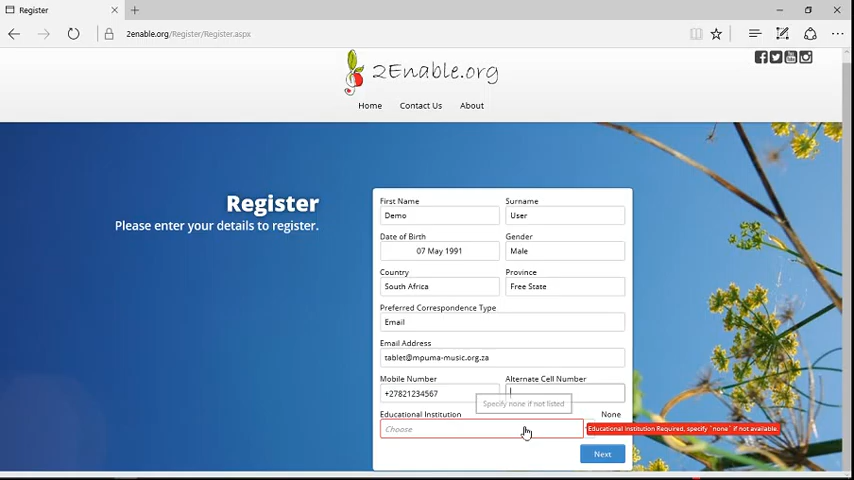 Register
2enable.org/Register/Register.aspx
2Enable.org
Home Contact Us About
Register
Please enter your details to register.
First Name Surname
Demo User
Date of Birth Gender
07 May 1991 Male
Country Province
South Africa Free State
Preferred Correspondence Type
Email
Email Address
tablet@mpuma-music.org.za
Mobile Number Alternate Cell Number
+27821234567
Specify none if not listed
Educational Institution None
Choose
Educational Institution Required, specify `none` if not available.
Next